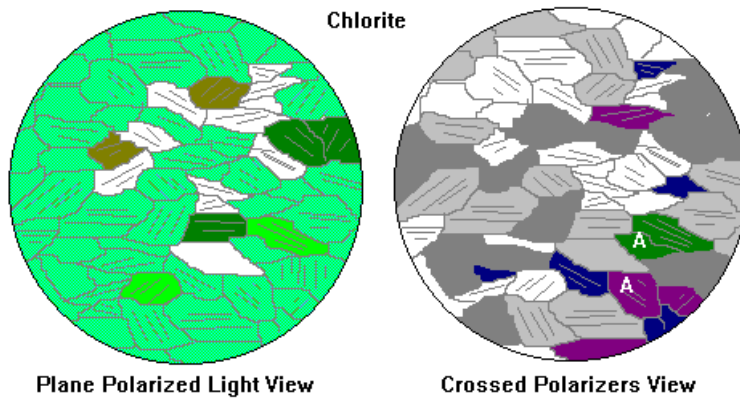 Chlorite
A
A
Plane Polarized Light View
Crossed Polarizers View